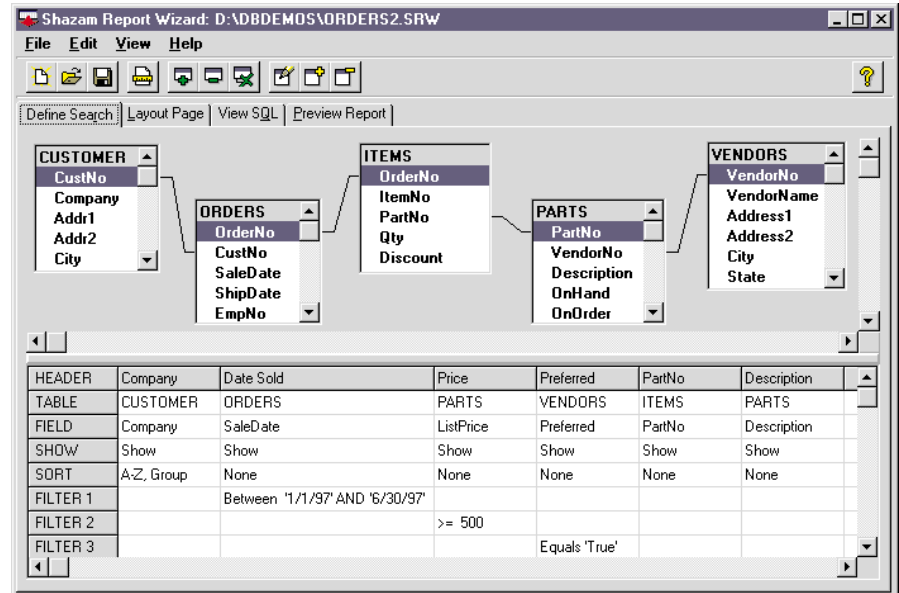 Shazam Report Wizard: D:\DBDEMOS\ORDERS2.SRW
File Edit View Help
Define Search Layout Page View SQL Preview Report
CUSTOMER
CustNo
Company
Addr1
Addr2
City
ORDERS
OrderNo
CustNo
SaleDate
ShipDate
EmpNo
ITEMS
OrderNo
ItemNo
PartNo
Qty
Discount
PARTS
PartNo
VendorNo
Description
OnHand
OnOrder
VENDORS
VendorNo
VendorName
Address1
Address2
City
State
HEADER Company Date Sold Price Preferred PartNo Description
TABLE CUSTOMER ORDERS PARTS VENDORS ITEMS PARTS
FIELD Company SaleDate ListPrice Preferred PartNo Description
SHOW Show Show Show Show Show Show
SORT A-Z, Group None None None None None
FILTER 1 Between '1/1/97' AND '6/30/97'
FILTER 2 >= 500
FILTER 3 Equals 'True'